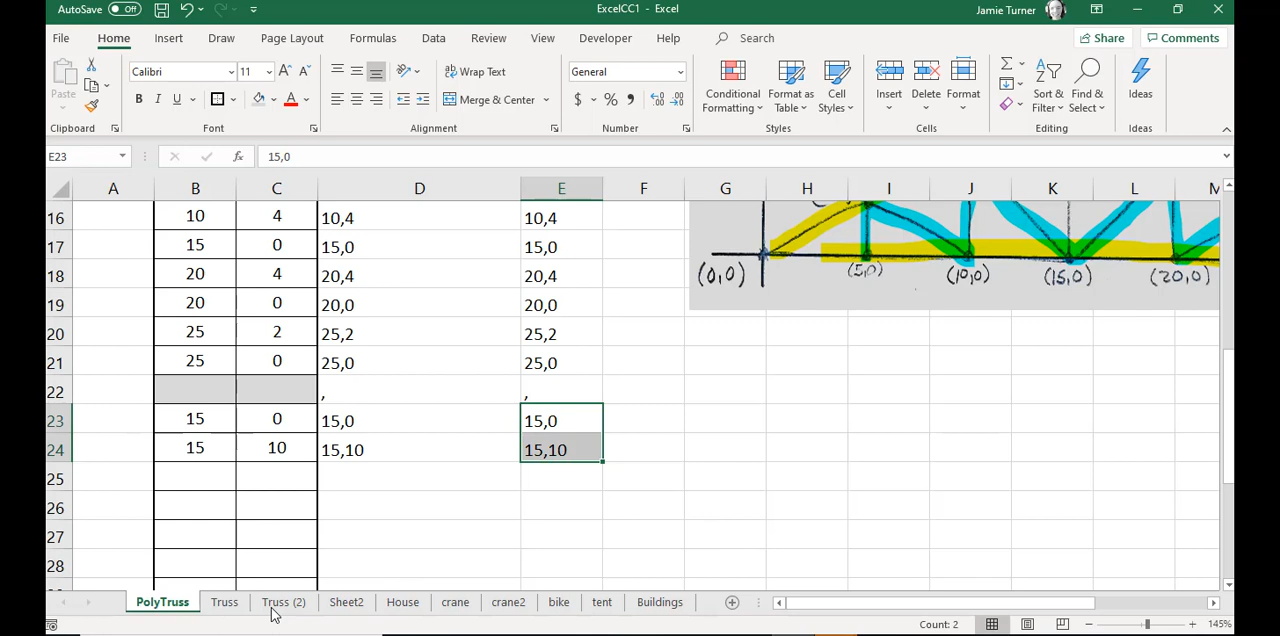 AutoSave Off ExcelCC1 - Excel Jamie Turner
File Home Insert Draw Page Layout Formulas Data Review View Developer Help Search Share Comments
Paste Calibri 11 A A Wrap Text General Conditional Formatting Format as Table Cell Styles Insert Delete Format Sort & Filter Find & Select Ideas
B I U A Merge & Center $ % ,
Clipboard Font Alignment Number Styles Cells Editing Ideas
E23 fx 15,0
A B C D E F G H I J K L M
16 10 4 10,4 10,4
17 15 0 15,0 15,0
(0,0) (5,0) (10,0) (15,0) (20,0)
18 20 4 20,4 20,4
19 20 0 20,0 20,0
20 25 2 25,2 25,2
21 25 0 25,0 25,0
22 , ,
23 15 0 15,0 15,0
24 15 10 15,10 15,10
25
26
27
28
PolyTruss Truss Truss (2) Sheet2 House crane crane2 bike tent Buildings
Count: 2 145%